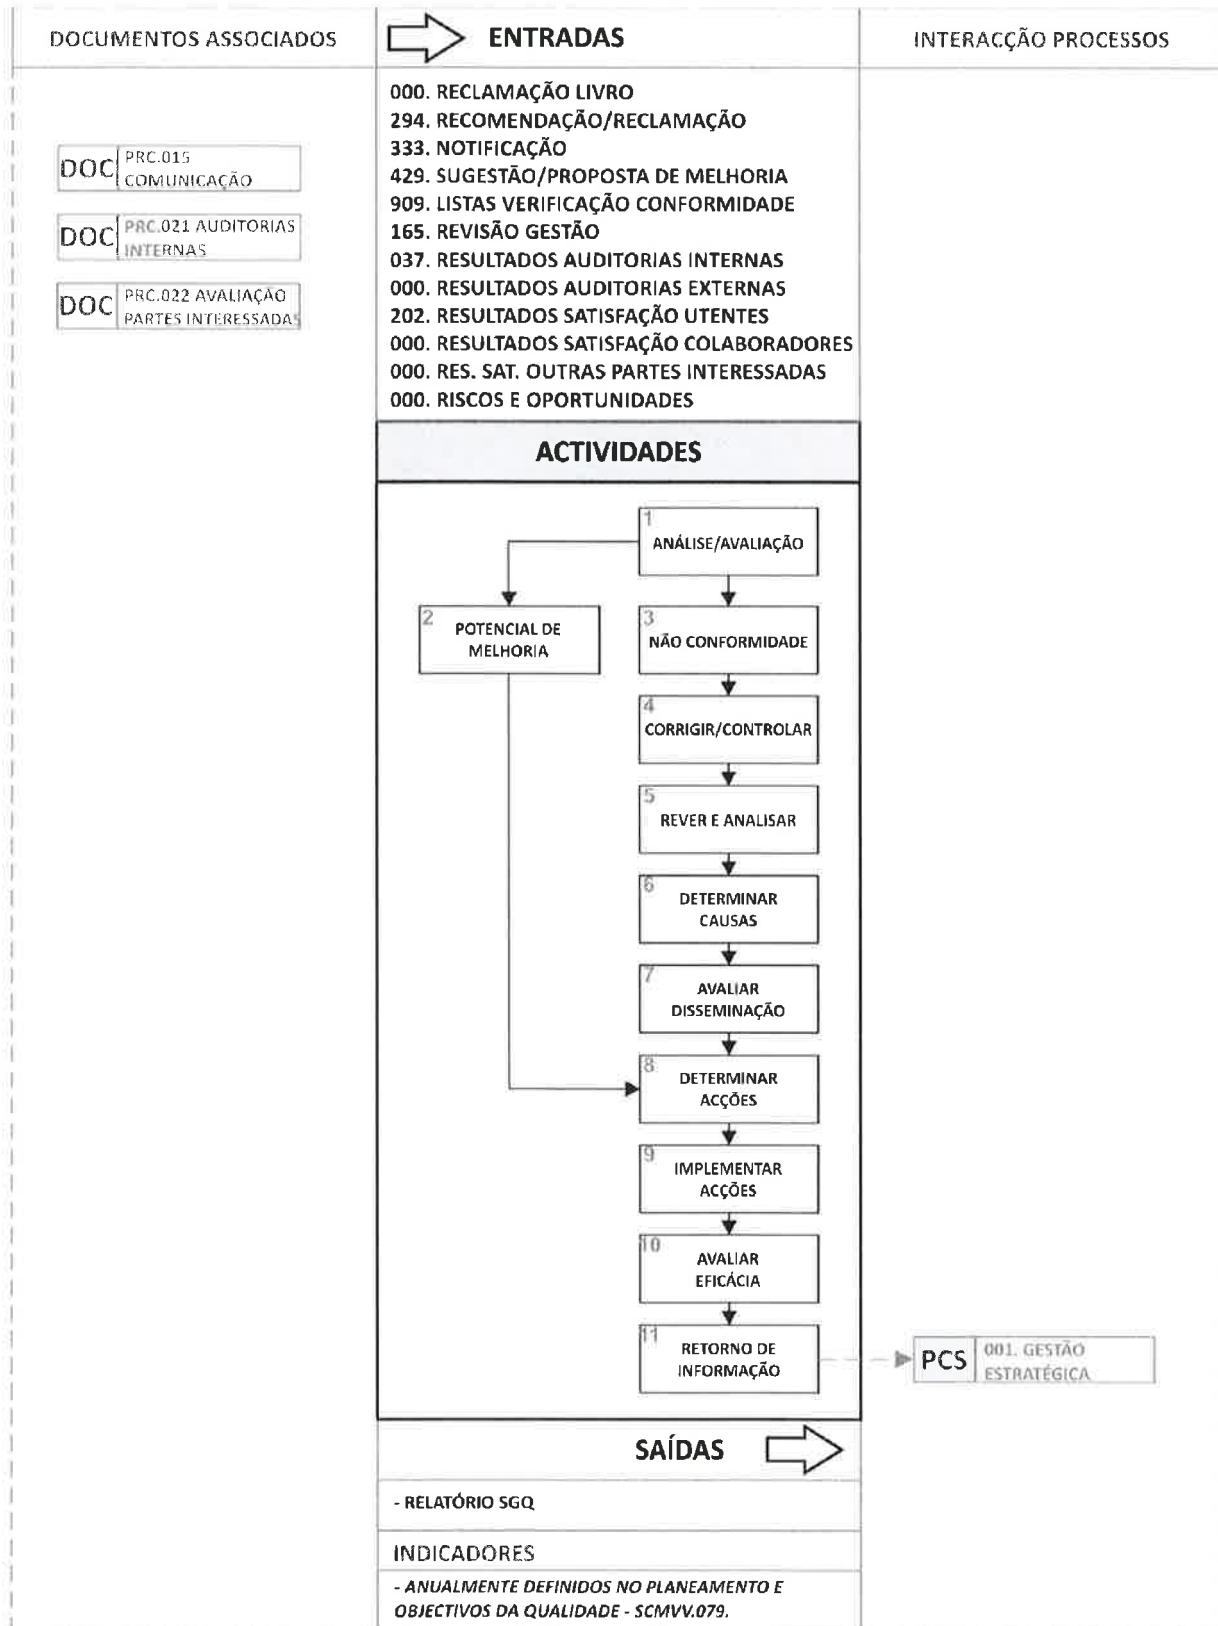 DOCUMENTOS ASSOCIADOS
ENTRADAS
INTERACÇÃO PROCESSOS
DOC
PRC.015
COMUNICAÇÃO
DOC
PRC.021 AUDITORIAS
INTERNAS
DOC
PRC.022 AVALIAÇÃO
PARTES INTERESSADAS
000. RECLAMAÇÃO LIVRO
294. RECOMENDAÇÃO/RECLAMAÇÃO
333. NOTIFICAÇÃO
429. SUGESTÃO/PROPOSTA DE MELHORIA
909. LISTAS VERIFICAÇÃO CONFORMIDADE
165. REVISÃO GESTÃO
037. RESULTADOS AUDITORIAS INTERNAS
000. RESULTADOS AUDITORIAS EXTERNAS
202. RESULTADOS SATISFAÇÃO UTENTES
000. RESULTADOS SATISFAÇÃO COLABORADORES
000. RES. SAT. OUTRAS PARTES INTERESSADAS
000. RISCOS E OPORTUNIDADES
ACTIVIDADES
1
ANÁLISE/AVALIAÇÃO
2
POTENCIAL DE
MELHORIA
3
NÃO CONFORMIDADE
4
CORRIGIR/CONTROLAR
5
REVER E ANALISAR
6
DETERMINAR
CAUSAS
7
AVALIAR
DISSEMINAÇÃO
8
DETERMINAR
ACÇÕES
9
IMPLEMENTAR
ACÇÕES
10
AVALIAR
EFICÁCIA
11
RETORNO DE
INFORMAÇÃO
PCS
001. GESTÃO
ESTRATÉGICA
SAÍDAS
- RELATÓRIO SGQ
INDICADORES
- ANUALMENTE DEFINIDOS NO PLANEAMENTO E
OBJECTIVOS DA QUALIDADE - SCMVV.079.